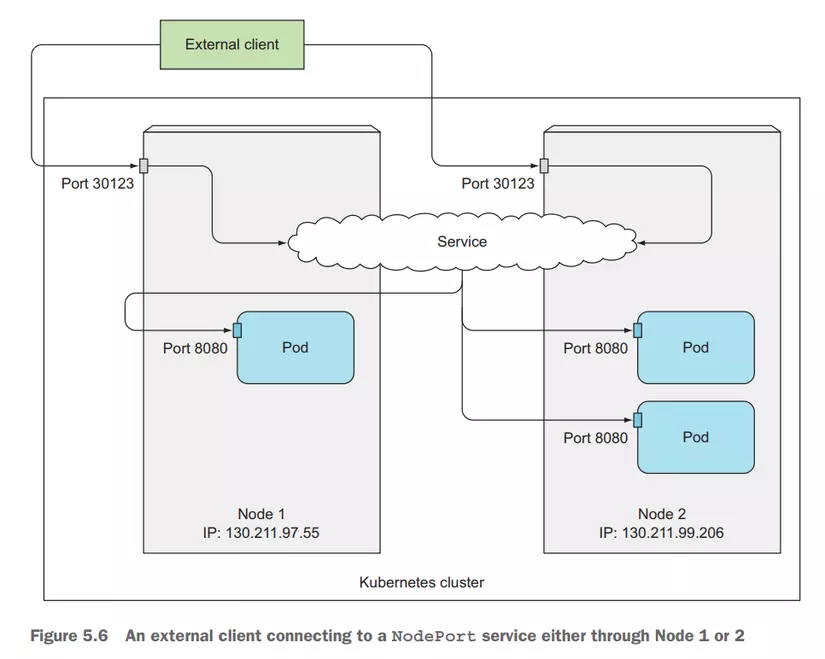 External client
Port 30123
Port 30123
Service
Port 8080
Pod
Port 8080
Pod
Port 8080
Pod
Node 1
IP: 130.211.97.55
Node 2
IP: 130.211.99.206
Kubernetes cluster
Figure 5.6 An external client connecting to a NodePort service either through Node 1 or 2